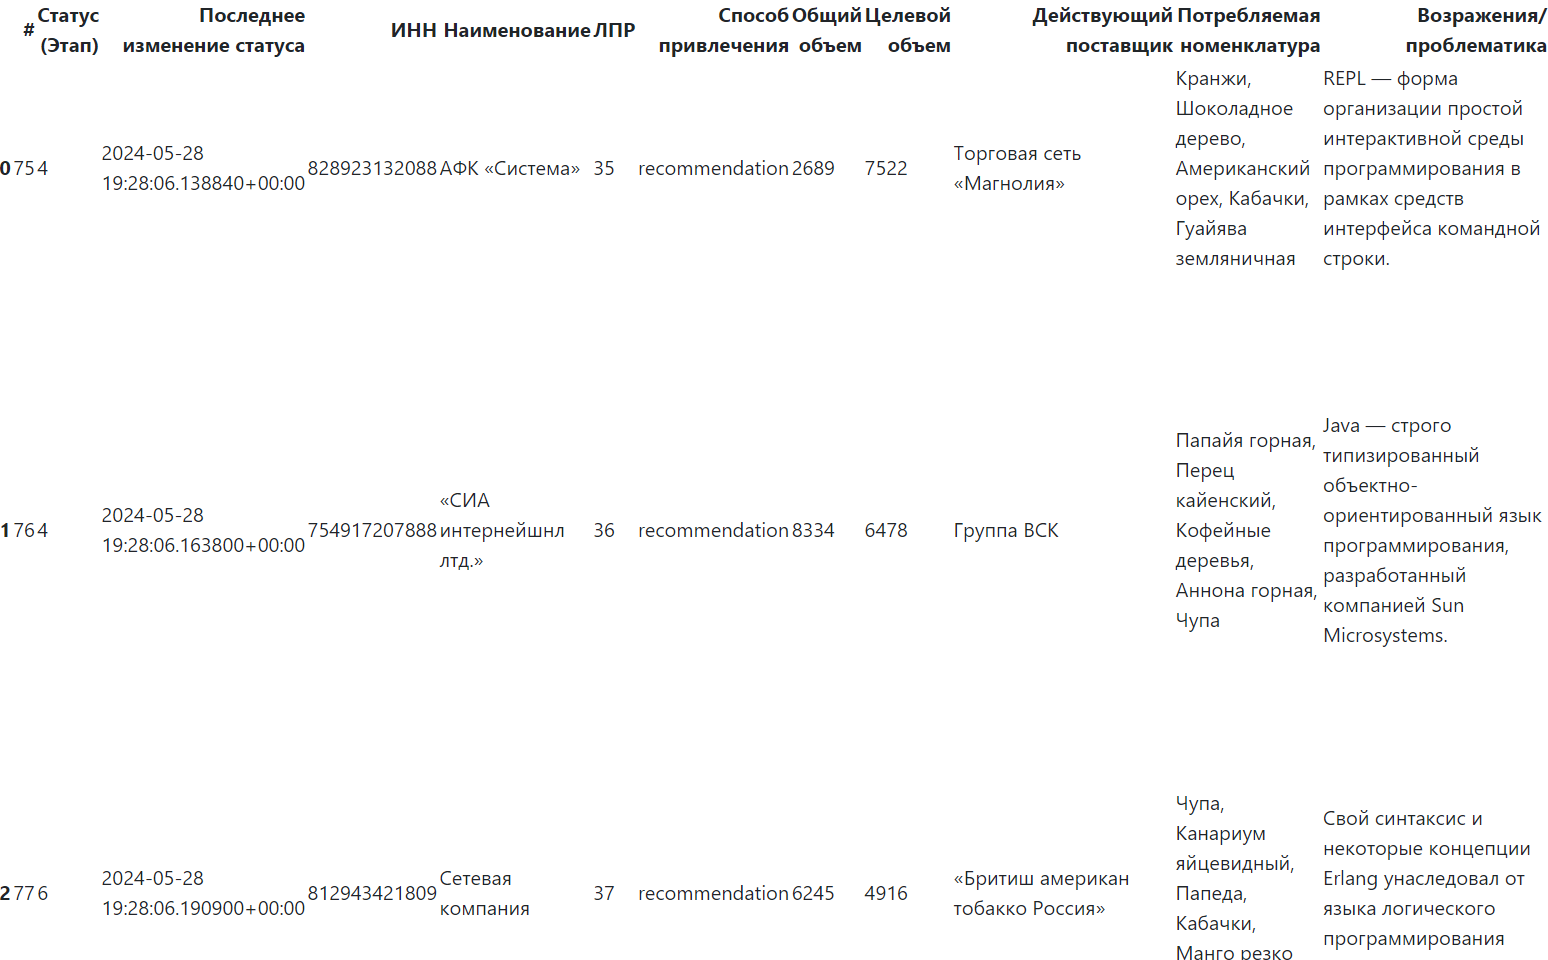 # Статус (Этап) Последнее изменение статуса ИНН Наименование ЛПР Способ привлечения Общий объем Целевой объем Действующий поставщик Потребляемая номенклатура Возражения/ проблематика
0 75 4
2024-05-28
19:28:06.138840+00:00
828923132088
АФК «Система»
35
recommendation
2689
7522
Торговая сеть
«Магнолия»
Кранжи,
Шоколадное
дерево,
Американский
орех, Кабачки,
Гуайява
земляничная
REPL — форма
организации простой
интерактивной среды
программирования в
рамках средств
интерфейса командной
строки.
1 76 4
2024-05-28
19:28:06.163800+00:00
754917207888
«СИА
интернейшнл
лтд.»
36
recommendation
8334
6478
Группа ВСК
Папайя горная,
Перец
кайенский,
Кофейные
деревья,
Аннона горная,
Чупа
Java — строго
типизированный
объектно-
ориентированный язык
программирования,
разработанный
компанией Sun
Microsystems.
2 77 6
2024-05-28
19:28:06.190900+00:00
812943421809
Сетевая
компания
37
recommendation
6245
4916
«Бритиш американ
тобакко Россия»
Чупа,
Канариум
яйцевидный,
Папеда,
Кабачки,
Манго резко
Свой синтаксис и
некоторые концепции
Erlang унаследовал от
языка логического
программирования